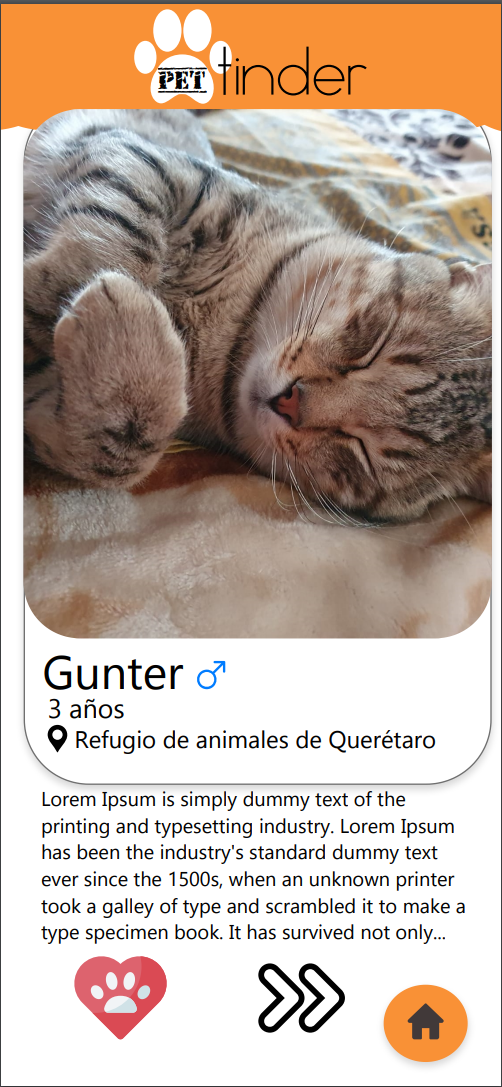 PET tinder
Gunter ♂
3 años
Refugio de animales de Querétaro
Lorem Ipsum is simply dummy text of the
printing and typesetting industry. Lorem Ipsum
has been the industry's standard dummy text
ever since the 1500s, when an unknown printer
took a galley of type and scrambled it to make a
type specimen book. It has survived not only...